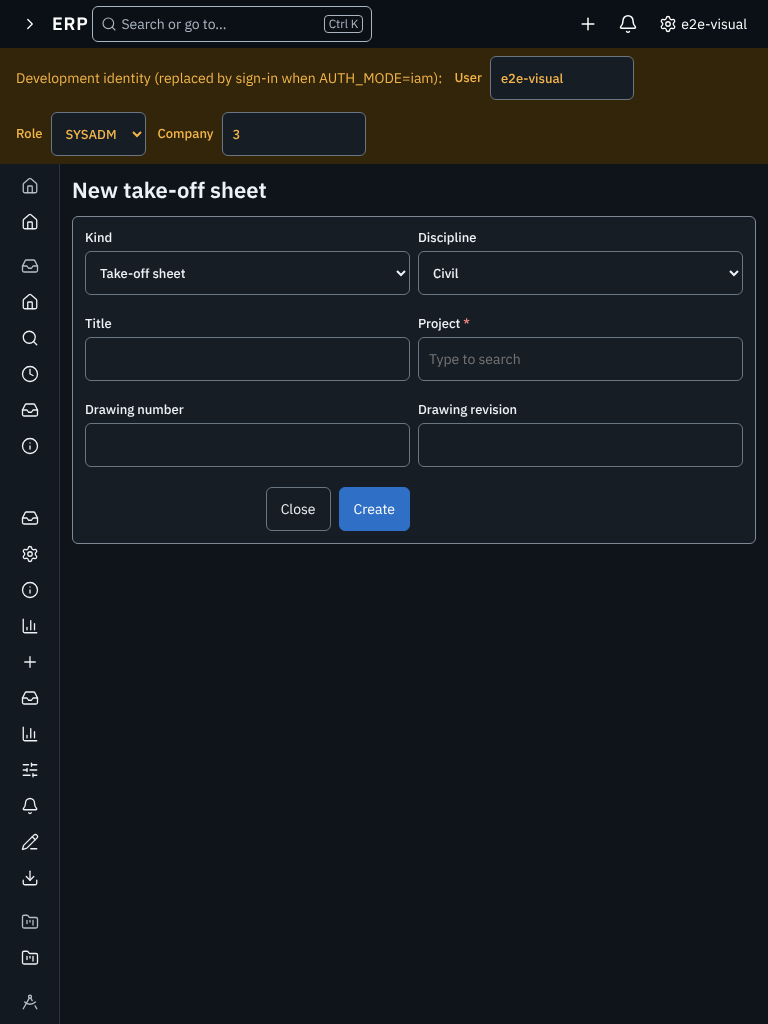 ERP Search or go to... Ctrl K e2e-visual
Development identity (replaced by sign-in when AUTH_MODE=iam): User e2e-visual
Role SYSADM Company 3
New take-off sheet
Kind Discipline
Take-off sheet Civil
Title Project *
Type to search
Drawing number Drawing revision
Close Create